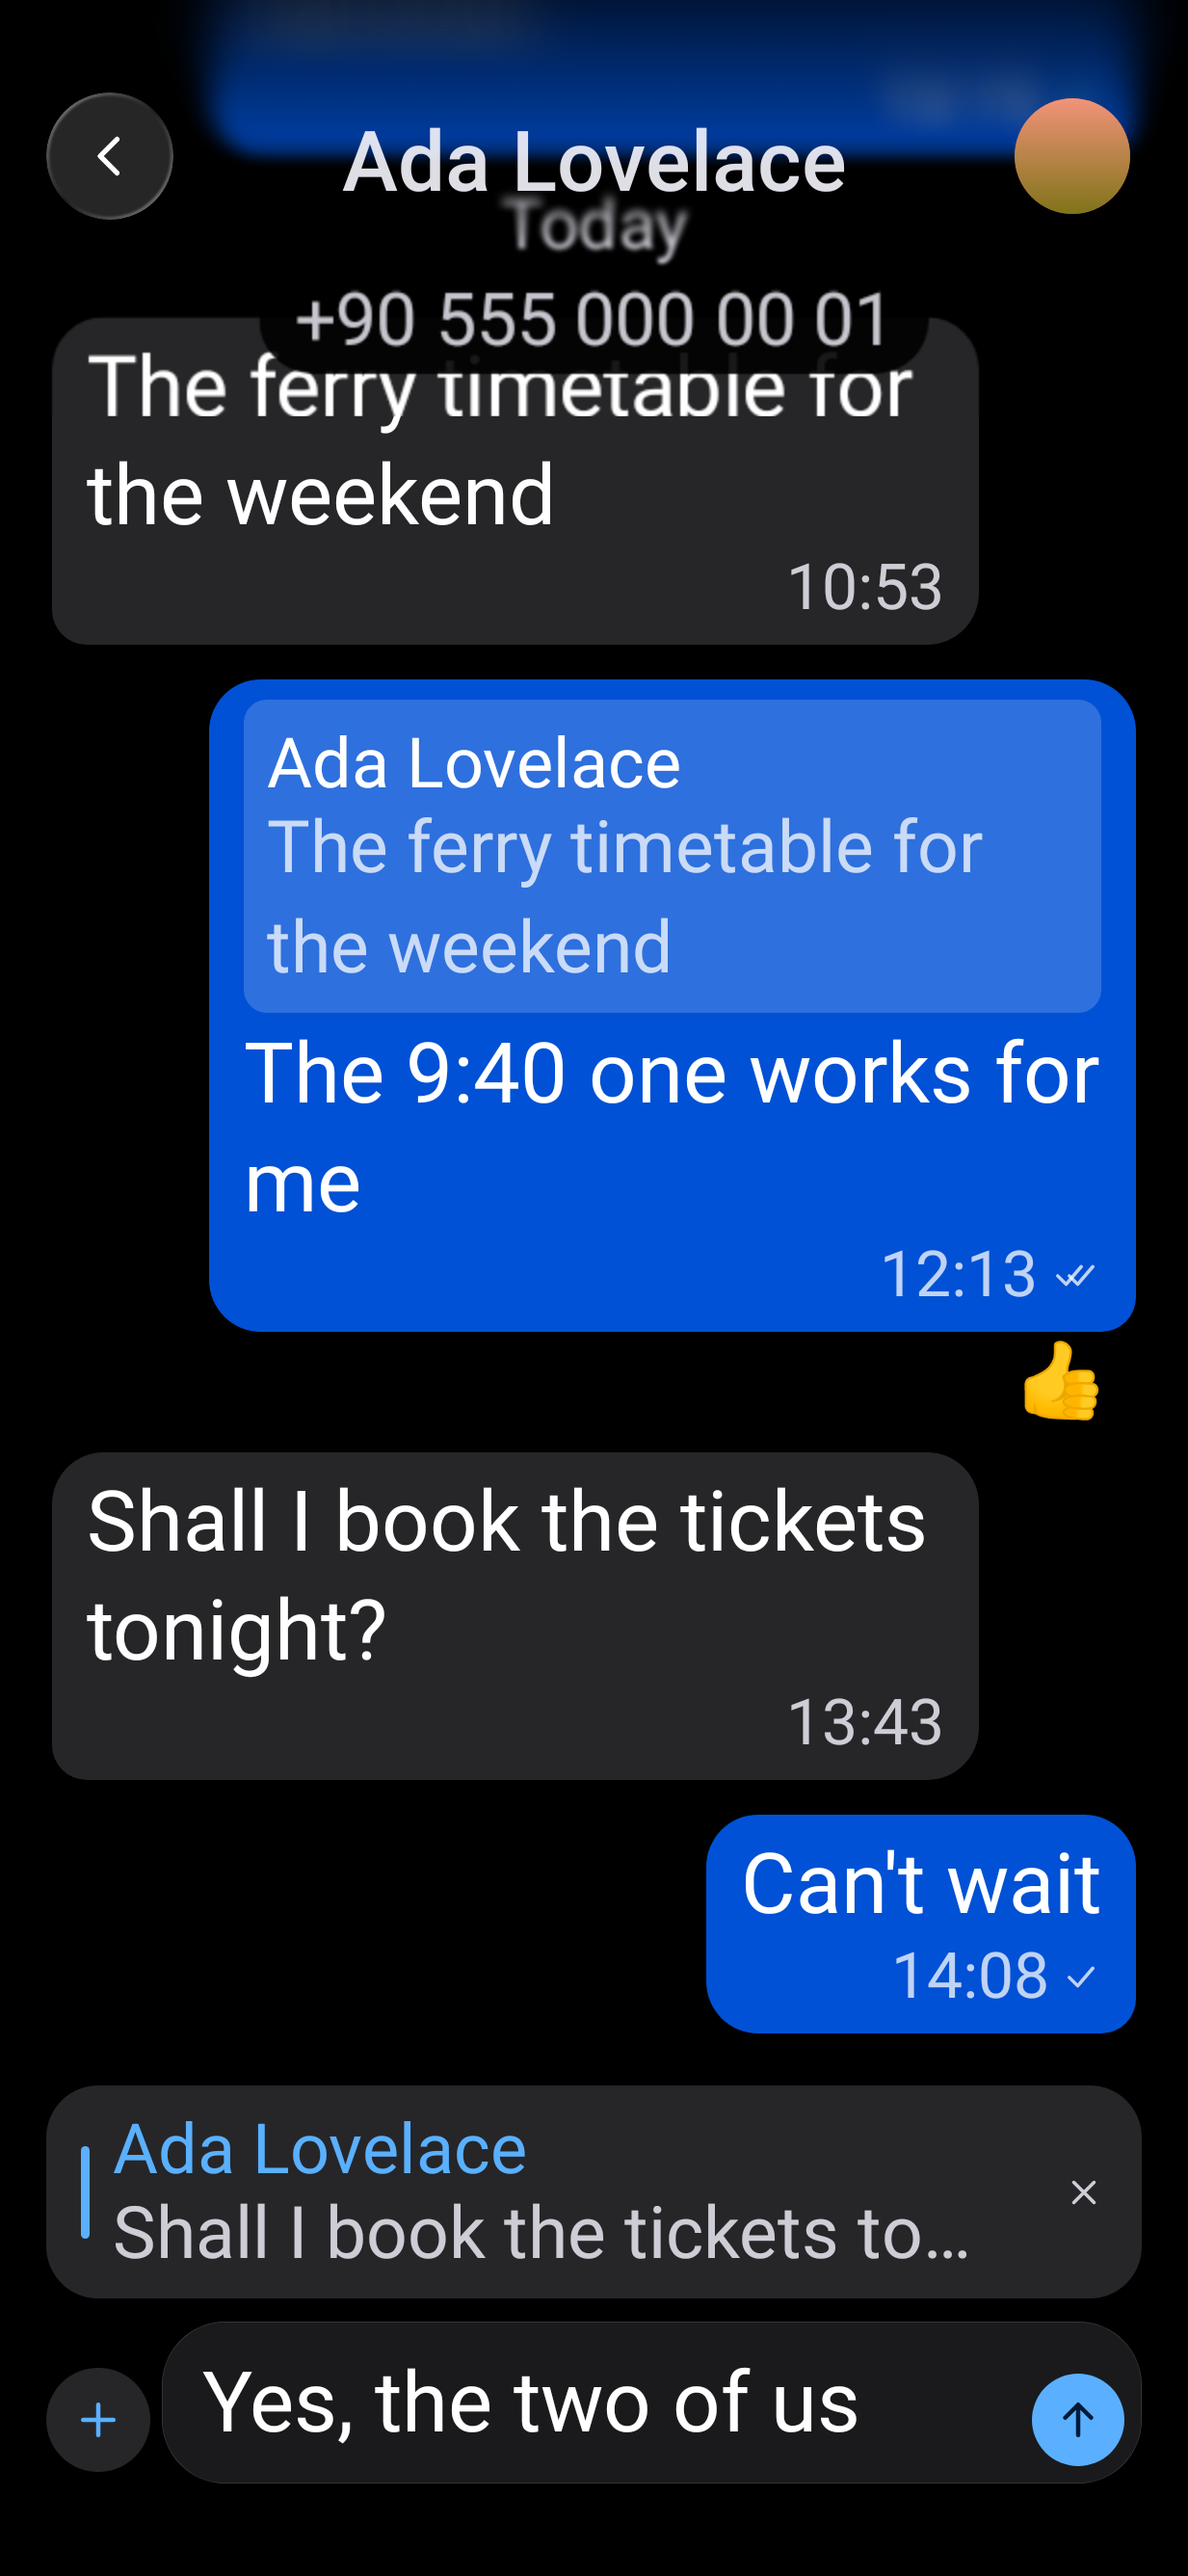 Ada Lovelace
Today
+90 555 000 00 01
The ferry timetable for
the weekend
10:53
Ada Lovelace
The ferry timetable for
the weekend
The 9:40 one works for
me
12:13
Shall I book the tickets
tonight?
13:43
Can't wait
14:08
Ada Lovelace
Shall I book the tickets to…
Yes, the two of us